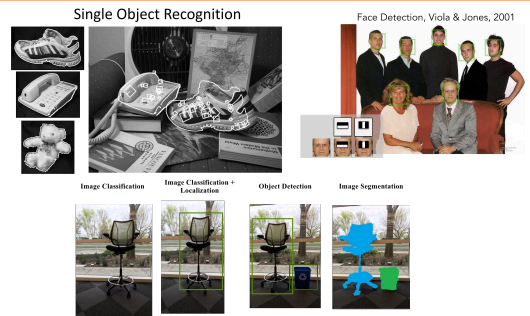 Single Object Recognition
Face Detection, Viola & Jones, 2001
Image Classification
Image Classification +
Localization
Object Detection
Image Segmentation